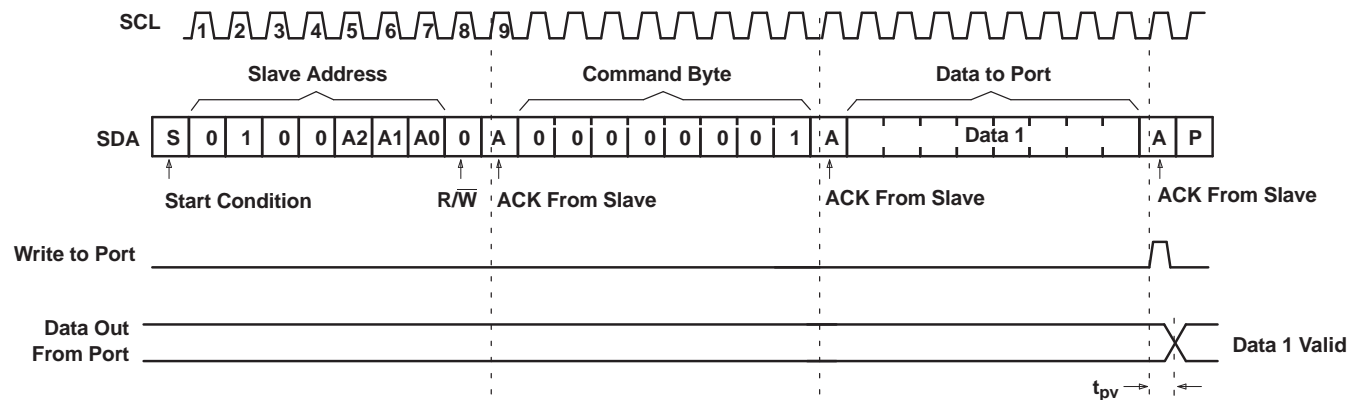 SCL 1 2 3 4 5 6 7 8 9
Slave Address Command Byte Data to Port
SDA S 0 1 0 0 A2 A1 A0 0 A 0 0 0 0 0 0 0 1 A Data 1 A P
Start Condition R/W̅ ACK From Slave ACK From Slave ACK From Slave
Write to Port
Data Out
From Port
Data 1 Valid
tpv